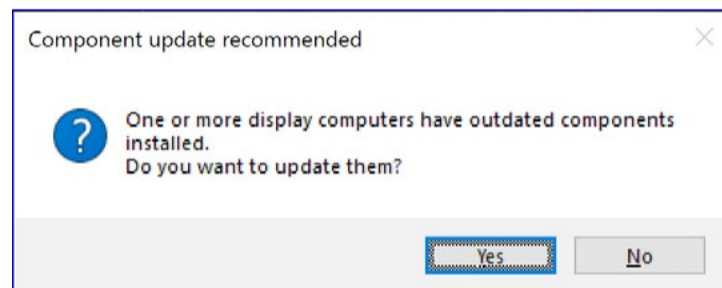 Component update recommended
One or more display computers have outdated components
installed.
Do you want to update them?
Yes
No